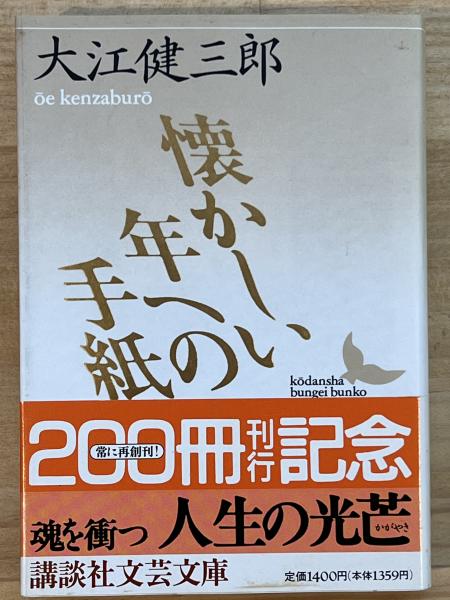 大江健三郎
ōe kenzaburō
懐かしい
年への
手紙
kōdansha
bungei bunko
200冊刊行記念
常に再創刊!
魂を衝つ 人生の光芒
かがやき
講談社文芸文庫
定価1400円(本体1359円)